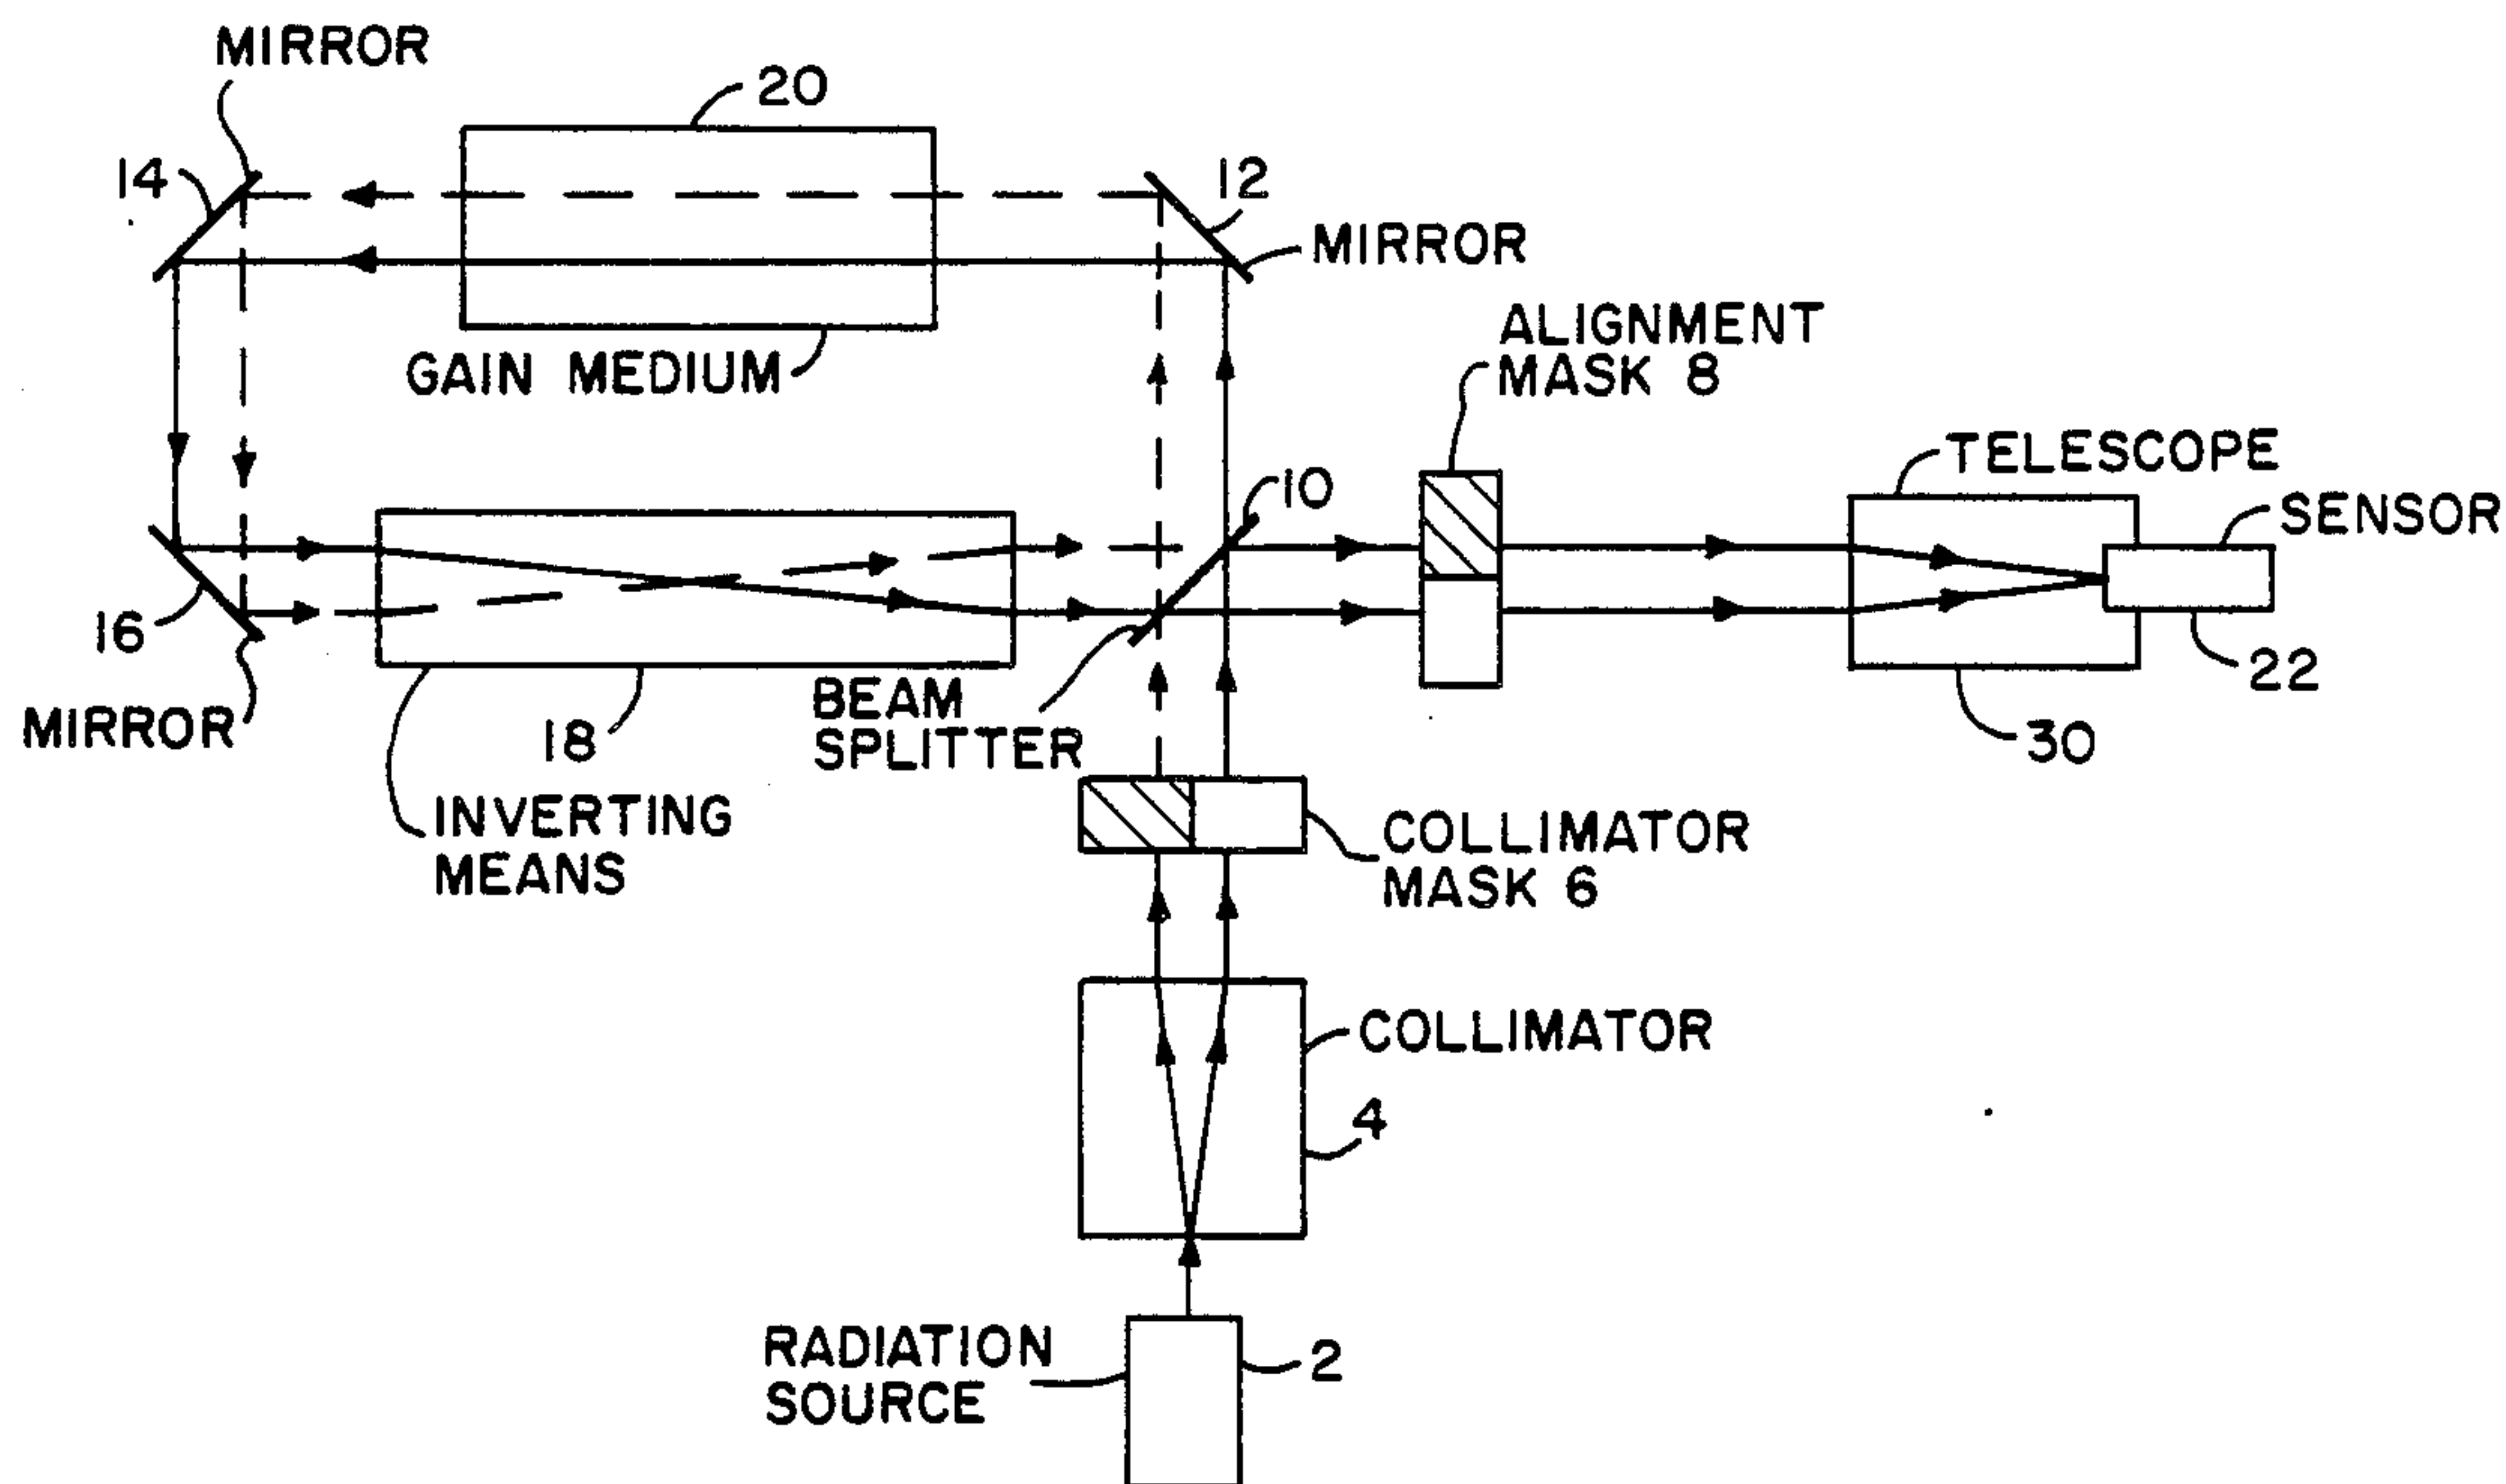 MIRROR
20
14
12
MIRROR
ALIGNMENT
MASK 8
GAIN MEDIUM
TELESCOPE
SENSOR
10
16
22
MIRROR
18
BEAM
SPLITTER
30
INVERTING
MEANS
COLLIMATOR
MASK 6
COLLIMATOR
4
RADIATION
SOURCE
2